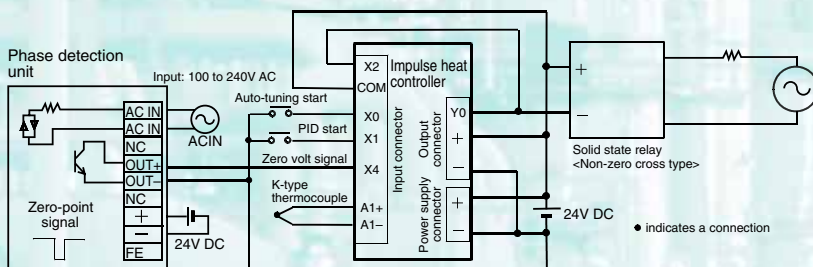 Phase detection
unit
Input: 100 to 240V AC
AC IN
AC IN
NC
OUT+
OUT−
NC
+
−
FE
ACIN
Zero-point
signal
24V DC
Auto-tuning start
PID start
Zero volt signal
K-type
thermocouple
Impulse heat
controller
X2
COM
X0
X1
X4
A1+
A1−
Input connector
Output
connector
Y0
+
−
Power supply
connector
+
−
24V DC
+
−
Solid state relay
<Non-zero cross type>
● indicates a connection